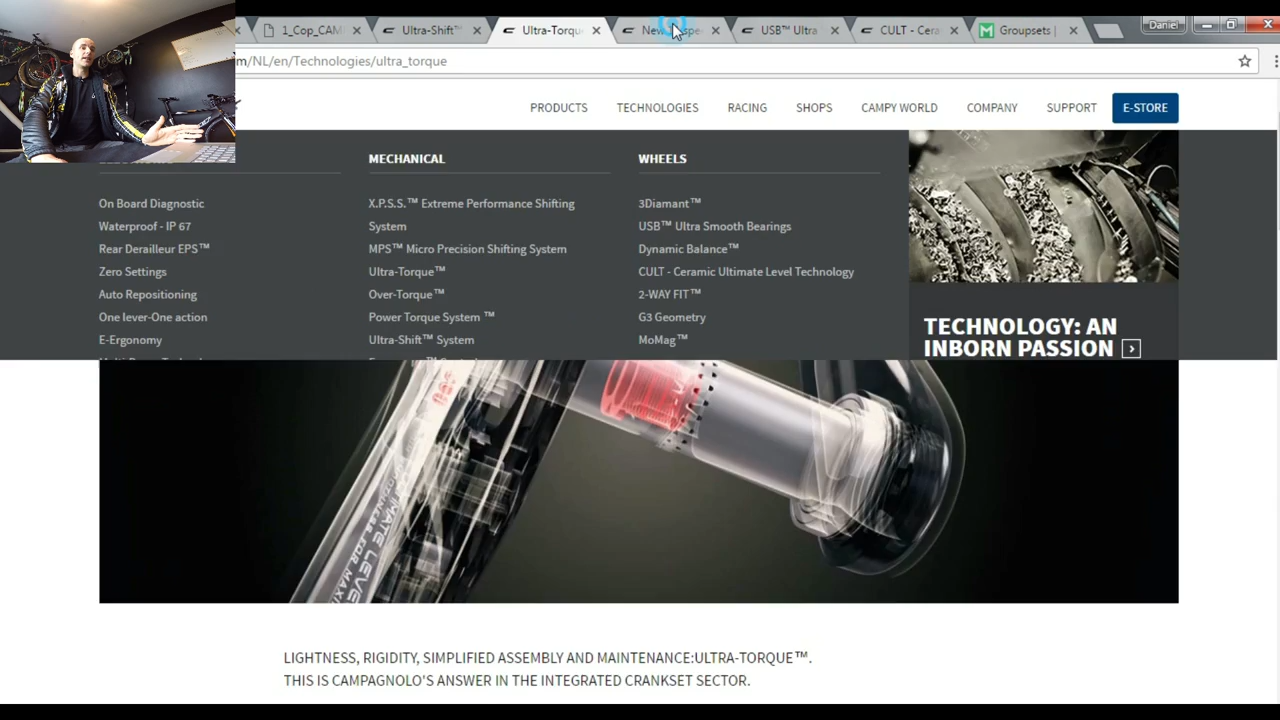 1_Cop_CAM
Ultra-Shift™
Ultra-Torqu
New
USB™ Ultra
CULT - Cera
Groupsets |
Daniel
m/NL/en/Technologies/ultra_torque
PRODUCTS TECHNOLOGIES RACING SHOPS CAMPY WORLD COMPANY SUPPORT E-STORE
On Board Diagnostic
Waterproof - IP 67
Rear Derailleur EPS™
Zero Settings
Auto Repositioning
One lever-One action
E-Ergonomy
MECHANICAL
X.P.S.S.™ Extreme Performance Shifting
System
MPS™ Micro Precision Shifting System
Ultra-Torque™
Over-Torque™
Power Torque System ™
Ultra-Shift™ System
WHEELS
3Diamant™
USB™ Ultra Smooth Bearings
Dynamic Balance™
CULT - Ceramic Ultimate Level Technology
2-WAY FIT™
G3 Geometry
MoMag™
TECHNOLOGY: AN
INBORN PASSION
LIGHTNESS, RIGIDITY, SIMPLIFIED ASSEMBLY AND MAINTENANCE:ULTRA-TORQUE™.
THIS IS CAMPAGNOLO'S ANSWER IN THE INTEGRATED CRANKSET SECTOR.